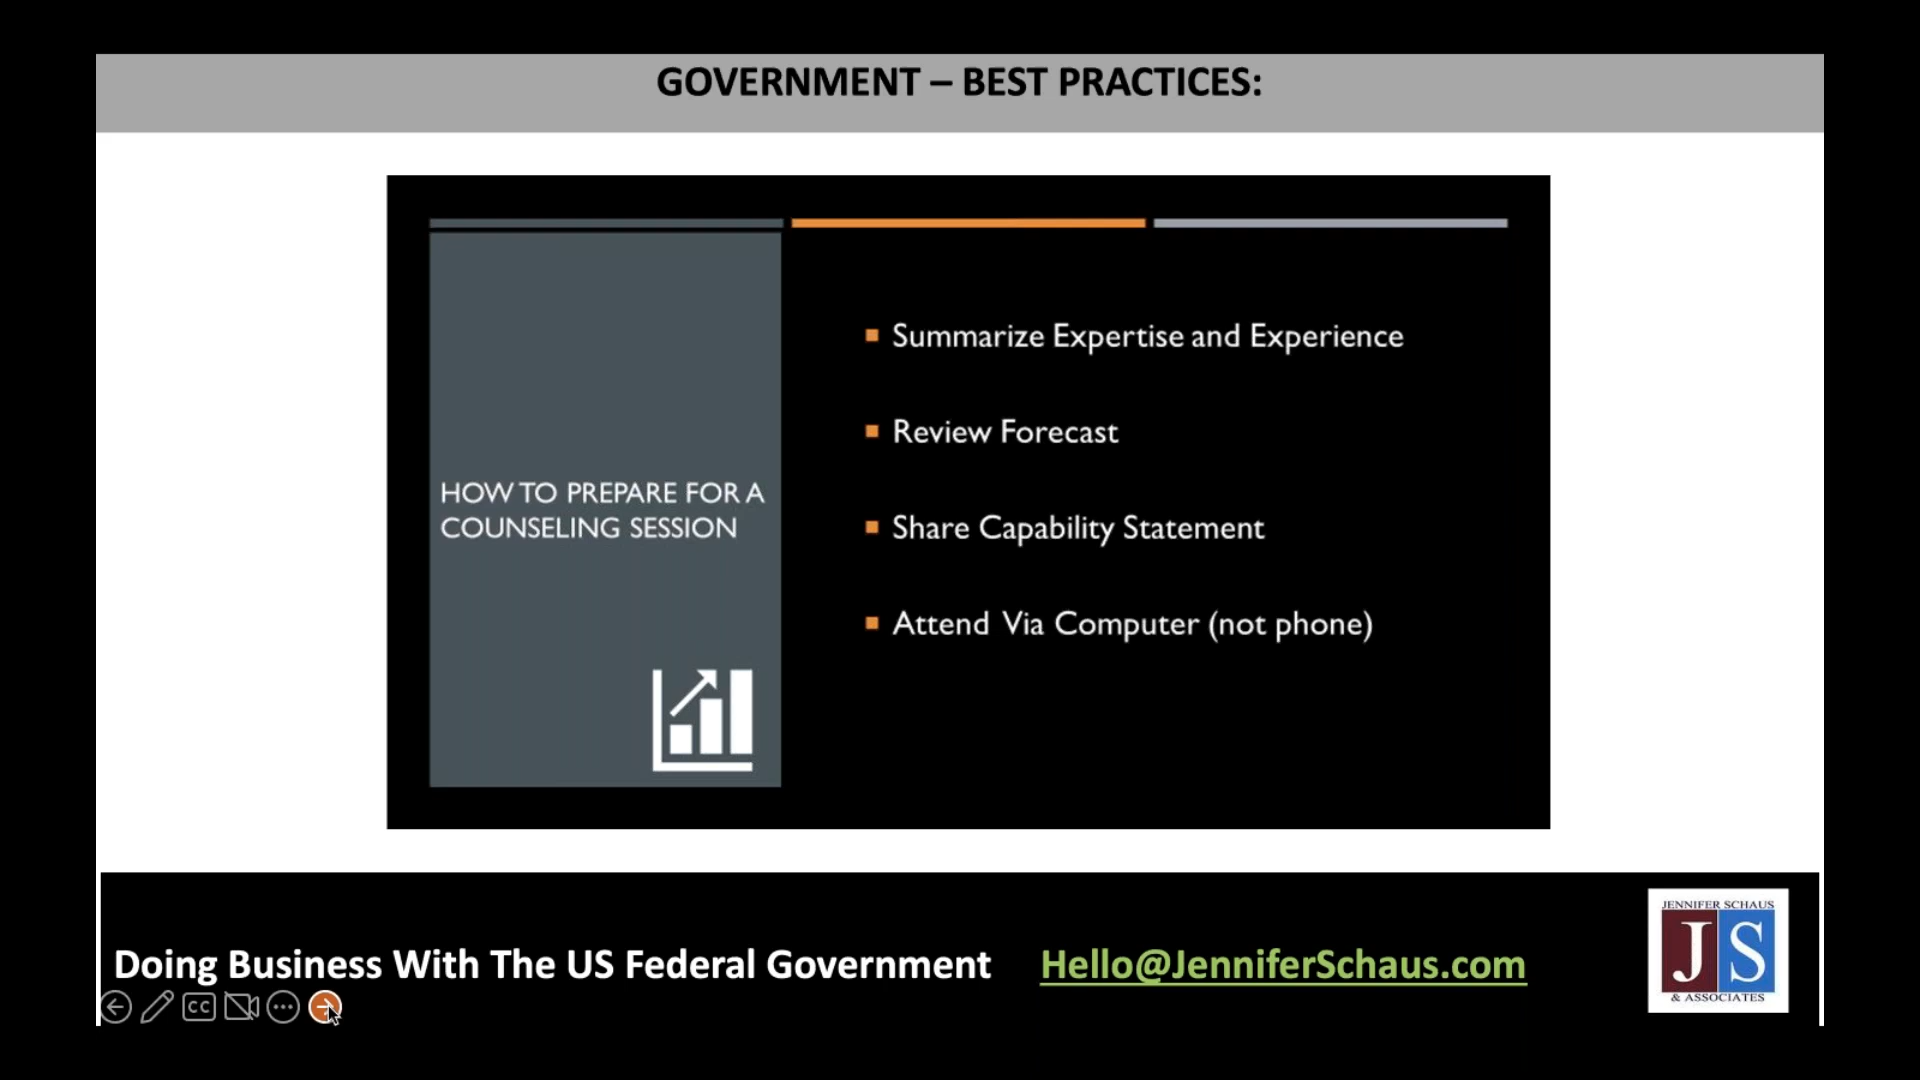 GOVERNMENT – BEST PRACTICES:
HOW TO PREPARE FOR A
COUNSELING SESSION
Summarize Expertise and Experience
Review Forecast
Share Capability Statement
Attend Via Computer (not phone)
Doing Business With The US Federal Government
Hello@JenniferSchaus.com
JENNIFER SCHAUS
JS
& ASSOCIATES
CC